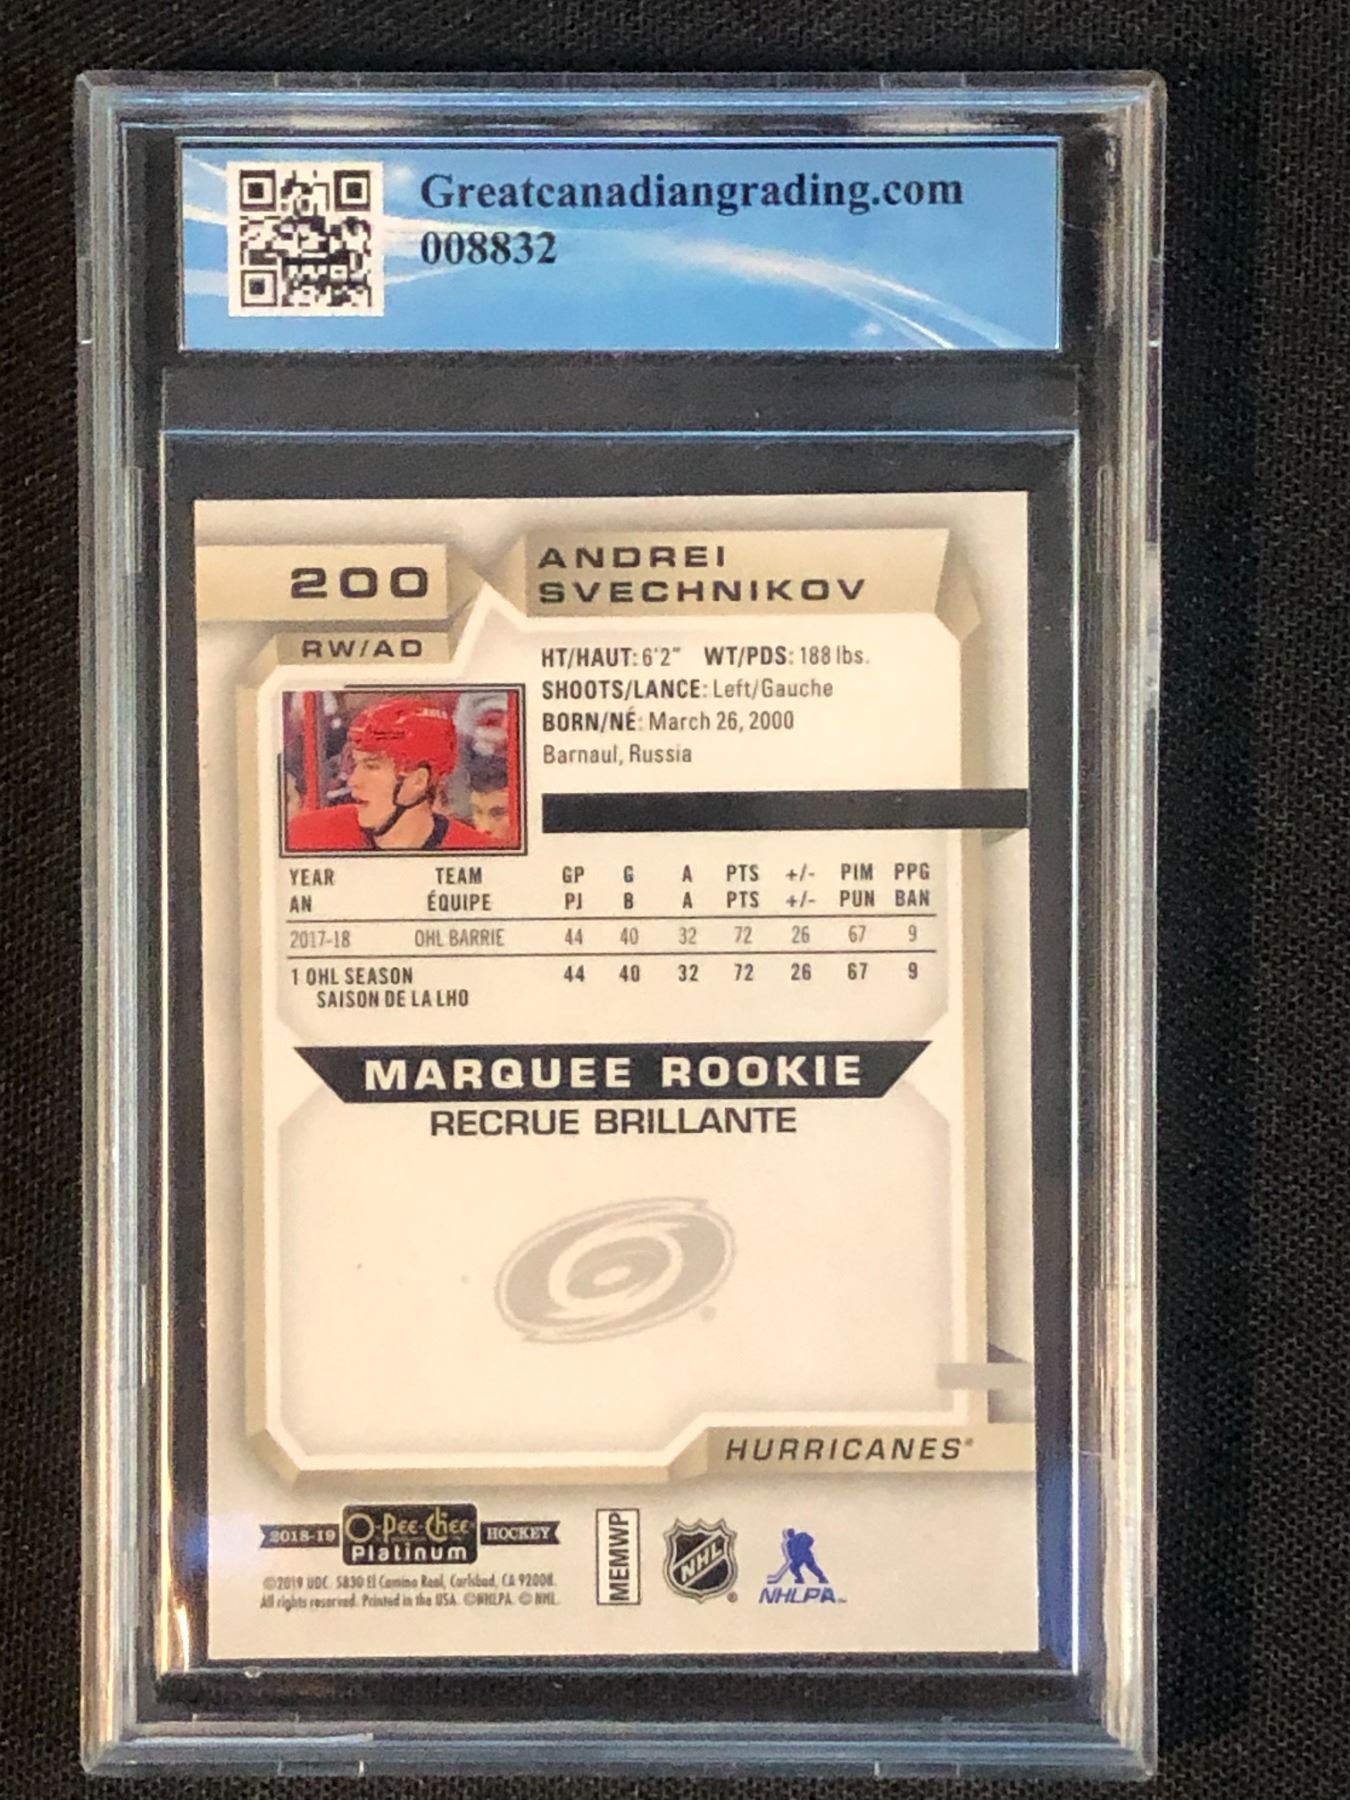 Greatcanadiangrading.com
008832
200
ANDREI
SVECHNIKOV
RW/AD
HT/HAUT: 6'2" WT/PDS: 188 lbs.
SHOOTS/LANCE: Left/Gauche
BORN/NÉ: March 26, 2000
Barnaul, Russia
YEAR TEAM GP G A PTS +/- PIM PPG
AN ÉQUIPE PJ B A PTS +/- PUN BAN
2017-18 OHL BARRIE 44 40 32 72 26 67 9
1 OHL SEASON 44 40 32 72 26 67 9
SAISON DE LA LHO
MARQUEE ROOKIE
RECRUE BRILLANTE
HURRICANES®
2018-19 O-Pee-Chee HOCKEY
Platinum
©2019 UDC. 5830 El Camino Real, Carlsbad, CA 92008.
All rights reserved. Printed in the USA. ©NHLPA. © NHL.
MEMWP
NHL
NHLPA™